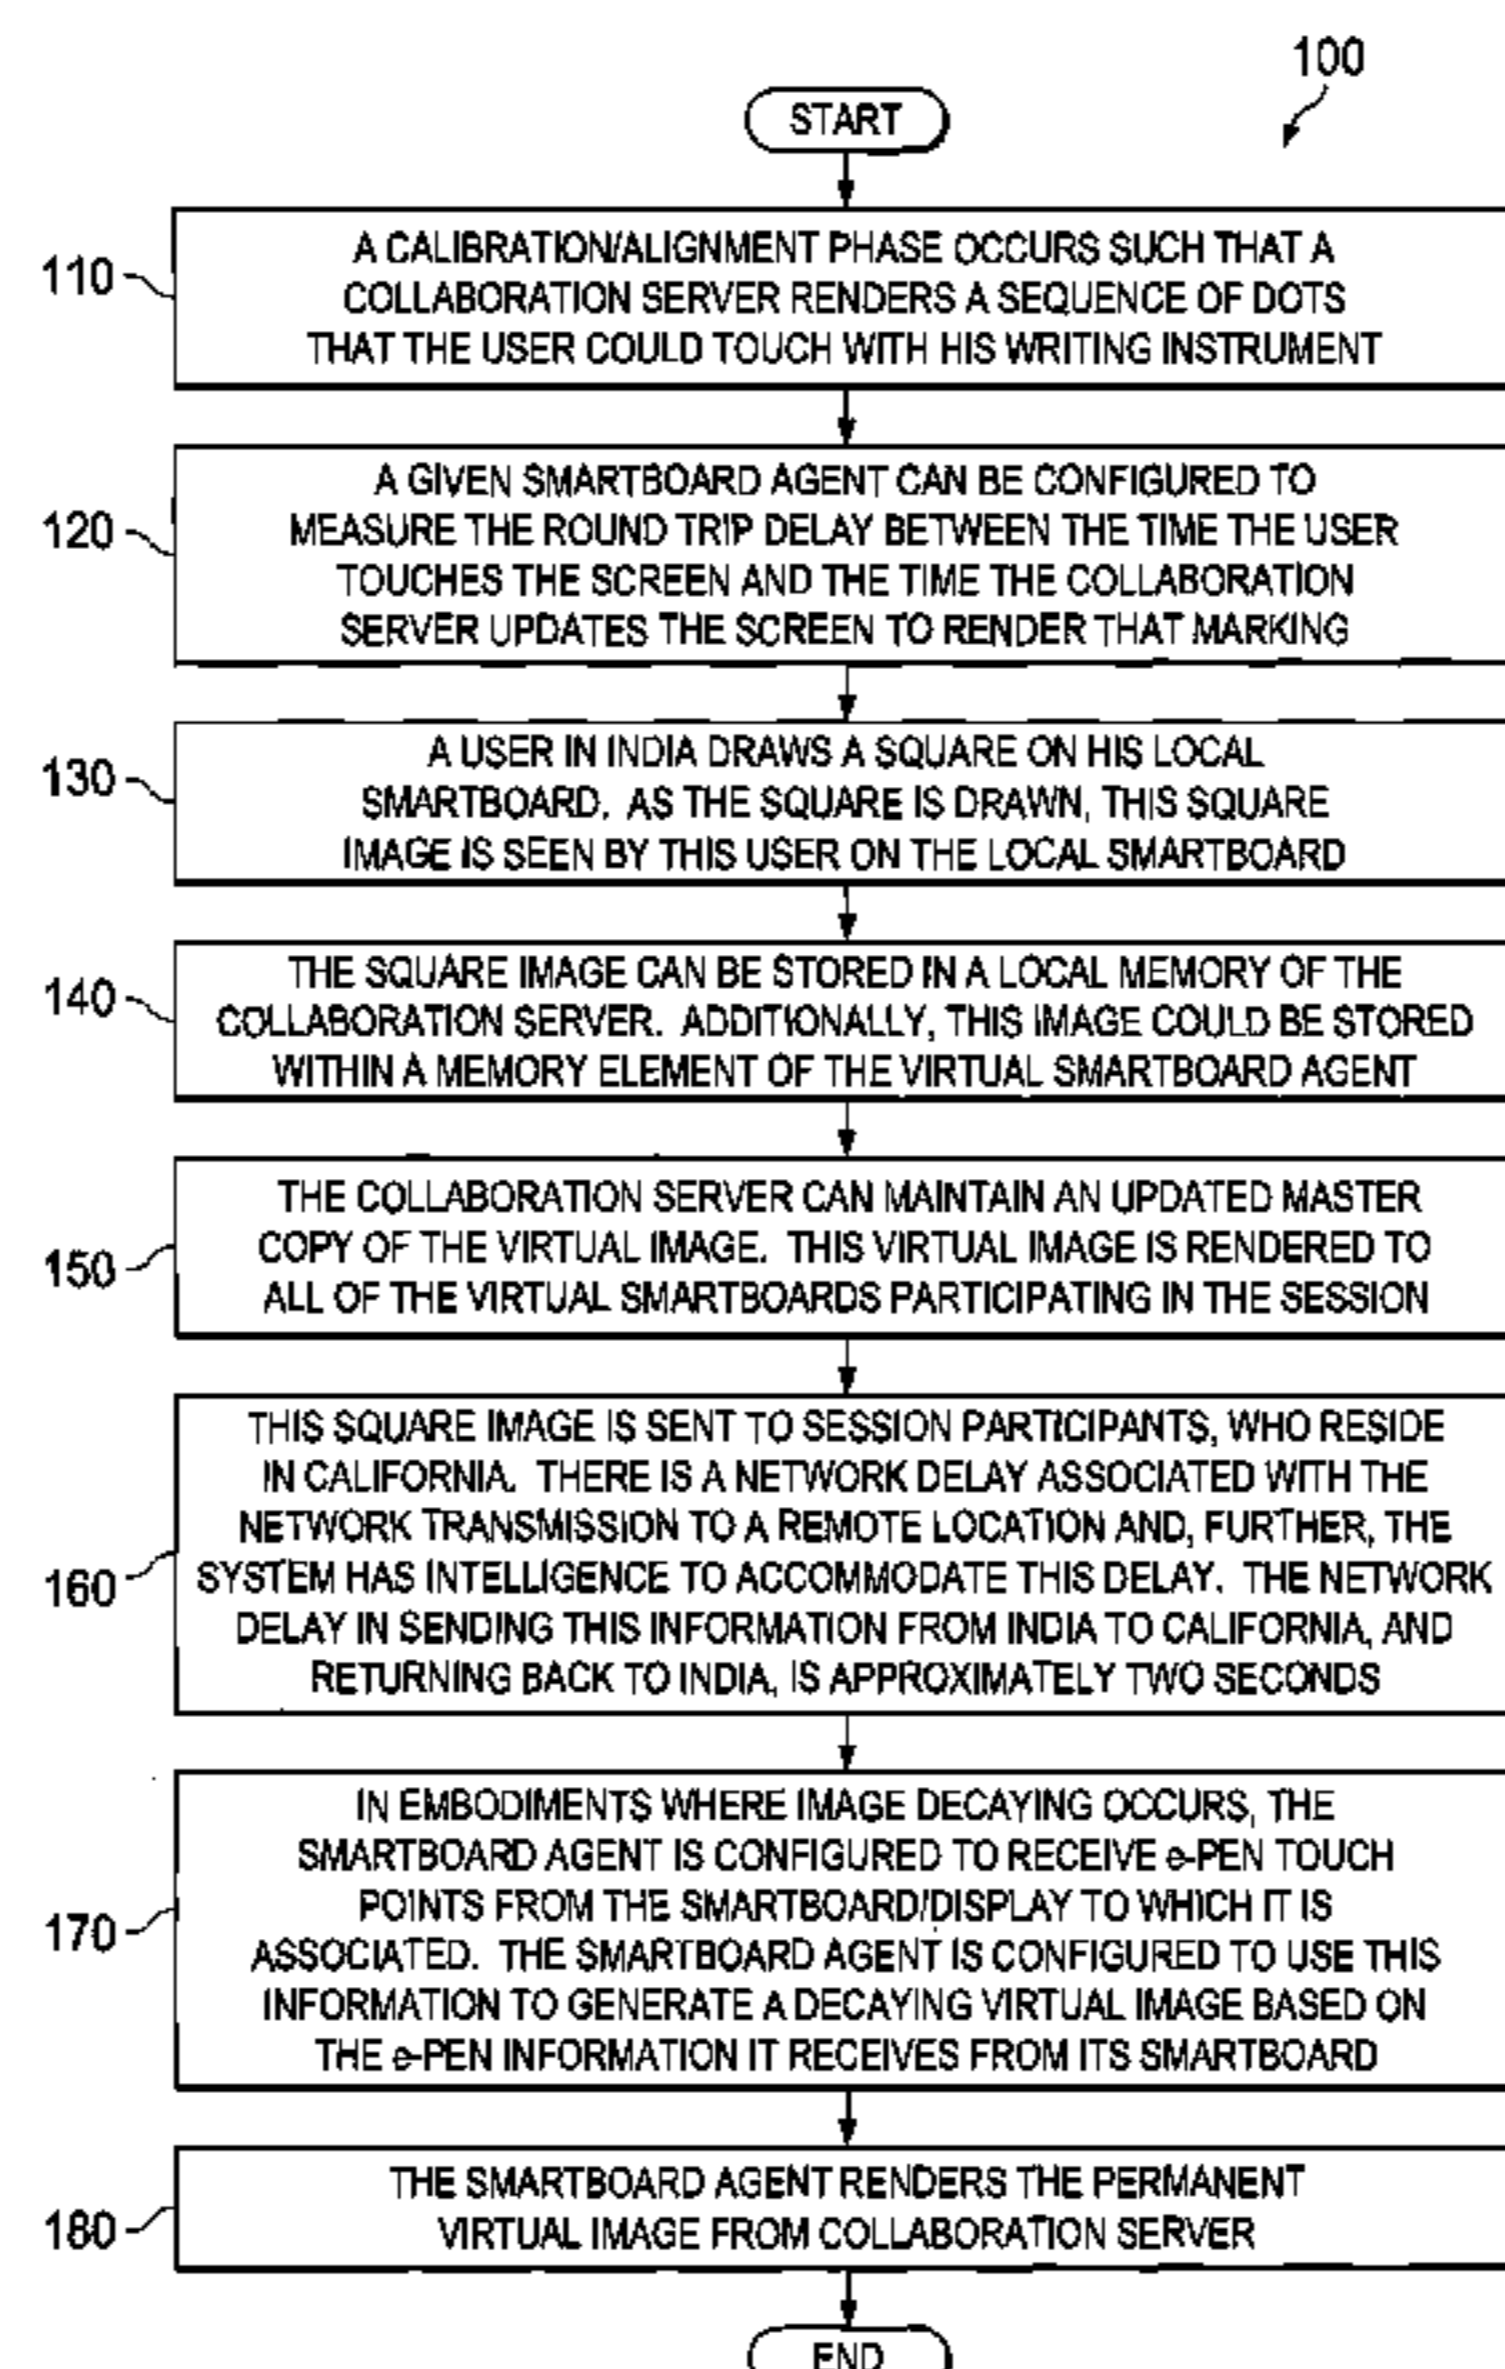 100
START
110
A CALIBRATION/ALIGNMENT PHASE OCCURS SUCH THAT A
COLLABORATION SERVER RENDERS A SEQUENCE OF DOTS
THAT THE USER COULD TOUCH WITH HIS WRITING INSTRUMENT
120
A GIVEN SMARTBOARD AGENT CAN BE CONFIGURED TO
MEASURE THE ROUND TRIP DELAY BETWEEN THE TIME THE USER
TOUCHES THE SCREEN AND THE TIME THE COLLABORATION
SERVER UPDATES THE SCREEN TO RENDER THAT MARKING
130
A USER IN INDIA DRAWS A SQUARE ON HIS LOCAL
SMARTBOARD. AS THE SQUARE IS DRAWN, THIS SQUARE
IMAGE IS SEEN BY THIS USER ON THE LOCAL SMARTBOARD
140
THE SQUARE IMAGE CAN BE STORED IN A LOCAL MEMORY OF THE
COLLABORATION SERVER. ADDITIONALLY, THIS IMAGE COULD BE STORED
WITHIN A MEMORY ELEMENT OF THE VIRTUAL SMARTBOARD AGENT
150
THE COLLABORATION SERVER CAN MAINTAIN AN UPDATED MASTER
COPY OF THE VIRTUAL IMAGE. THIS VIRTUAL IMAGE IS RENDERED TO
ALL OF THE VIRTUAL SMARTBOARDS PARTICIPATING IN THE SESSION
160
THIS SQUARE IMAGE IS SENT TO SESSION PARTICIPANTS, WHO RESIDE
IN CALIFORNIA. THERE IS A NETWORK DELAY ASSOCIATED WITH THE
NETWORK TRANSMISSION TO A REMOTE LOCATION AND, FURTHER, THE
SYSTEM HAS INTELLIGENCE TO ACCOMMODATE THIS DELAY. THE NETWORK
DELAY IN SENDING THIS INFORMATION FROM INDIA TO CALIFORNIA, AND
RETURNING BACK TO INDIA, IS APPROXIMATELY TWO SECONDS
170
IN EMBODIMENTS WHERE IMAGE DECAYING OCCURS, THE
SMARTBOARD AGENT IS CONFIGURED TO RECEIVE e-PEN TOUCH
POINTS FROM THE SMARTBOARD/DISPLAY TO WHICH IT IS
ASSOCIATED. THE SMARTBOARD AGENT IS CONFIGURED TO USE THIS
INFORMATION TO GENERATE A DECAYING VIRTUAL IMAGE BASED ON
THE e-PEN INFORMATION IT RECEIVES FROM ITS SMARTBOARD
180
THE SMARTBOARD AGENT RENDERS THE PERMANENT
VIRTUAL IMAGE FROM COLLABORATION SERVER
END